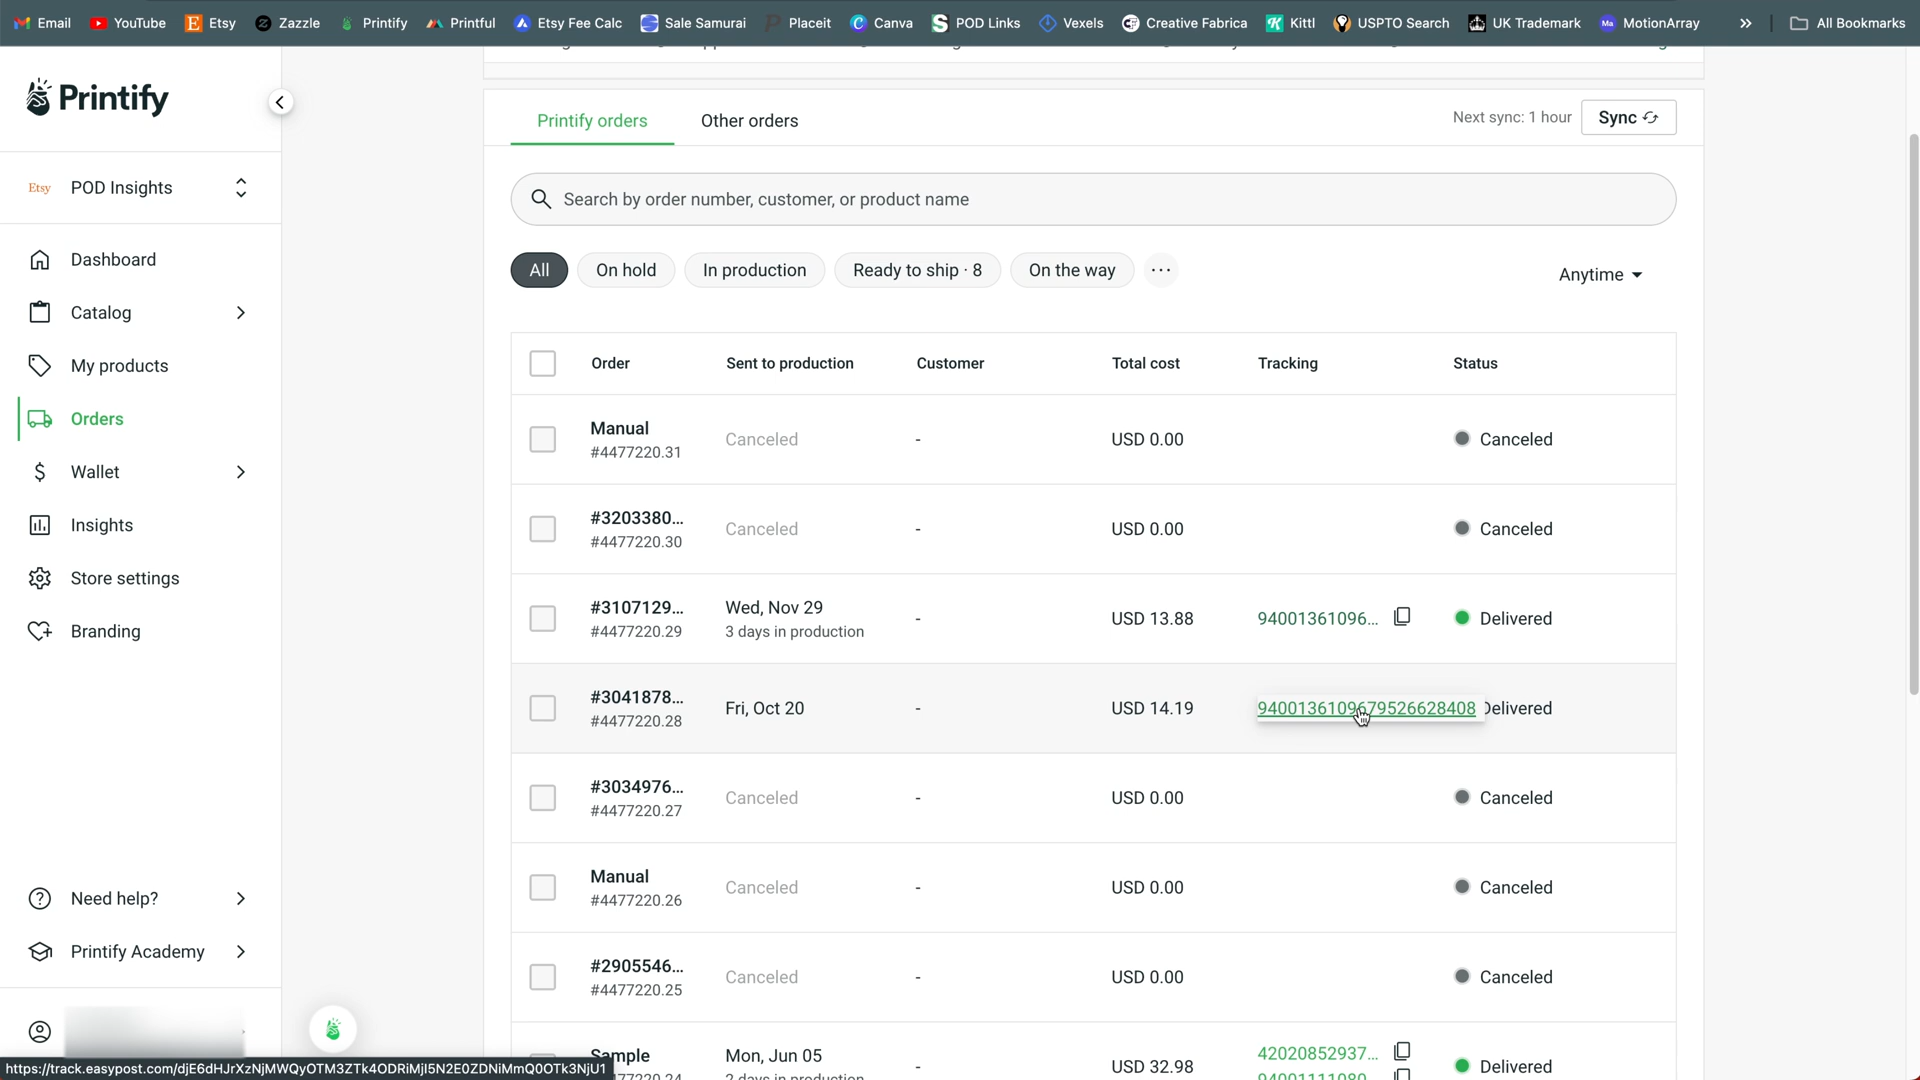 Email YouTube Etsy Zazzle Printify Printful Etsy Fee Calc Sale Samurai Placeit Canva POD Links Vexels Creative Fabrica Kittl USPTO Search UK Trademark MotionArray » All Bookmarks
Printify
Printify orders Other orders Next sync: 1 hour Sync
Etsy POD Insights
Search by order number, customer, or product name
Dashboard
All On hold In production Ready to ship · 8 On the way ··· Anytime
Catalog
My products
Order Sent to production Customer Total cost Tracking Status
Orders
Manual
#4477220.31 Canceled - USD 0.00 Canceled
Wallet
#3203380...
#4477220.30 Canceled - USD 0.00 Canceled
Insights
Store settings
#3107129... Wed, Nov 29
#4477220.29 3 days in production - USD 13.88 94001361096... Delivered
Branding
#3041878...
#4477220.28 Fri, Oct 20 - USD 14.19 9400136109679526628408 Delivered
#3034976...
#4477220.27 Canceled - USD 0.00 Canceled
Manual
#4477220.26 Canceled - USD 0.00 Canceled
Need help?
Printify Academy
#2905546...
#4477220.25 Canceled - USD 0.00 Canceled
Sample Mon, Jun 05 - USD 32.98 42020852937... Delivered
2 days in production
https://track.easypost.com/djE6dHJrXzNjMWQyOTM3ZTk4ODRiMjI5N2E0ZDNiMmQ0OTk3NjU1